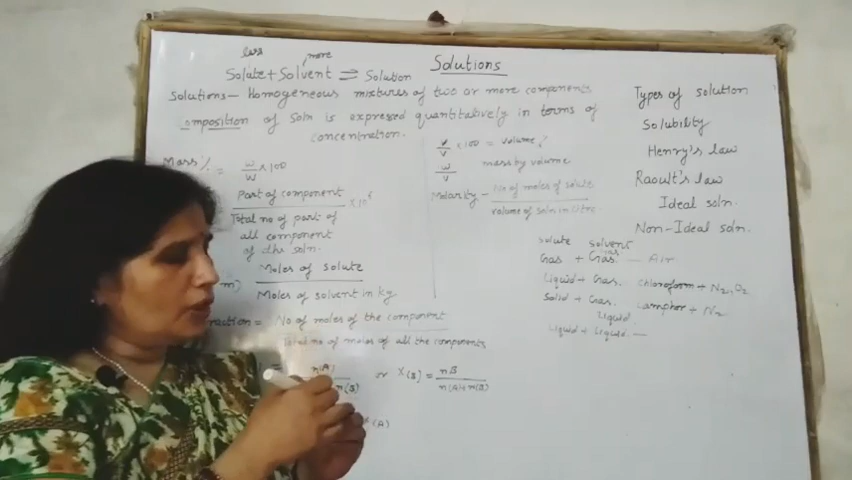 Solutions
less more
Solute + Solvent = Solution
Solutions - Homogeneous mixtures of two or more components
omposition of Soln is expressed quantitatively in terms of
concentration.
Mass % = w/W × 100
Part of component
Total no of part of
all component
of the soln.
× 10⁶
m) Moles of solute
Moles of solvent in kg
raction = No of moles of the component
Total no of moles of all the components
n(A)
n(B)
or X(B) = nB
n(A) + n(B)
(A)
v/V × 100 = volume %
w/V mass by volume
Molarity - No of moles of solute
volume of soln in litre
Types of solution
Solubility
Henry's law
Raoult's law
Ideal soln.
Non-Ideal soln.
solute solvent
Gas + Gas. - Air
Liquid + Gas. Chloroform + N₂, O₂
Solid + Gas. Camphor + N₂
Liquid.
Liquid + Liquid. -